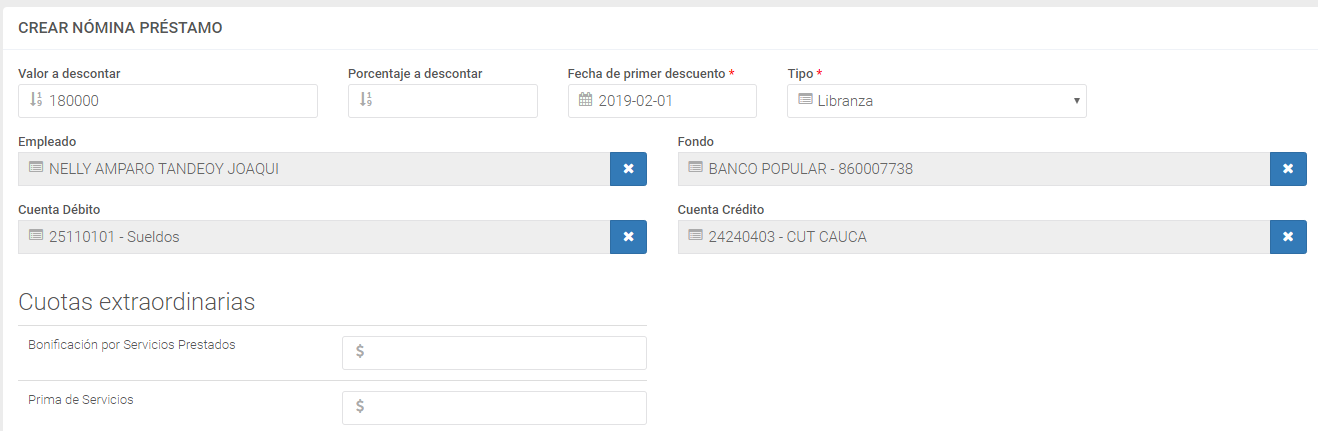 CREAR NÓMINA PRÉSTAMO
Valor a descontar Porcentaje a descontar Fecha de primer descuento * Tipo *
180000 2019-02-01 Libranza
Empleado Fondo
NELLY AMPARO TANDEOY JOAQUI BANCO POPULAR - 860007738
Cuenta Débito Cuenta Crédito
25110101 - Sueldos 24240403 - CUT CAUCA
Cuotas extraordinarias
Bonificación por Servicios Prestados $
Prima de Servicios $